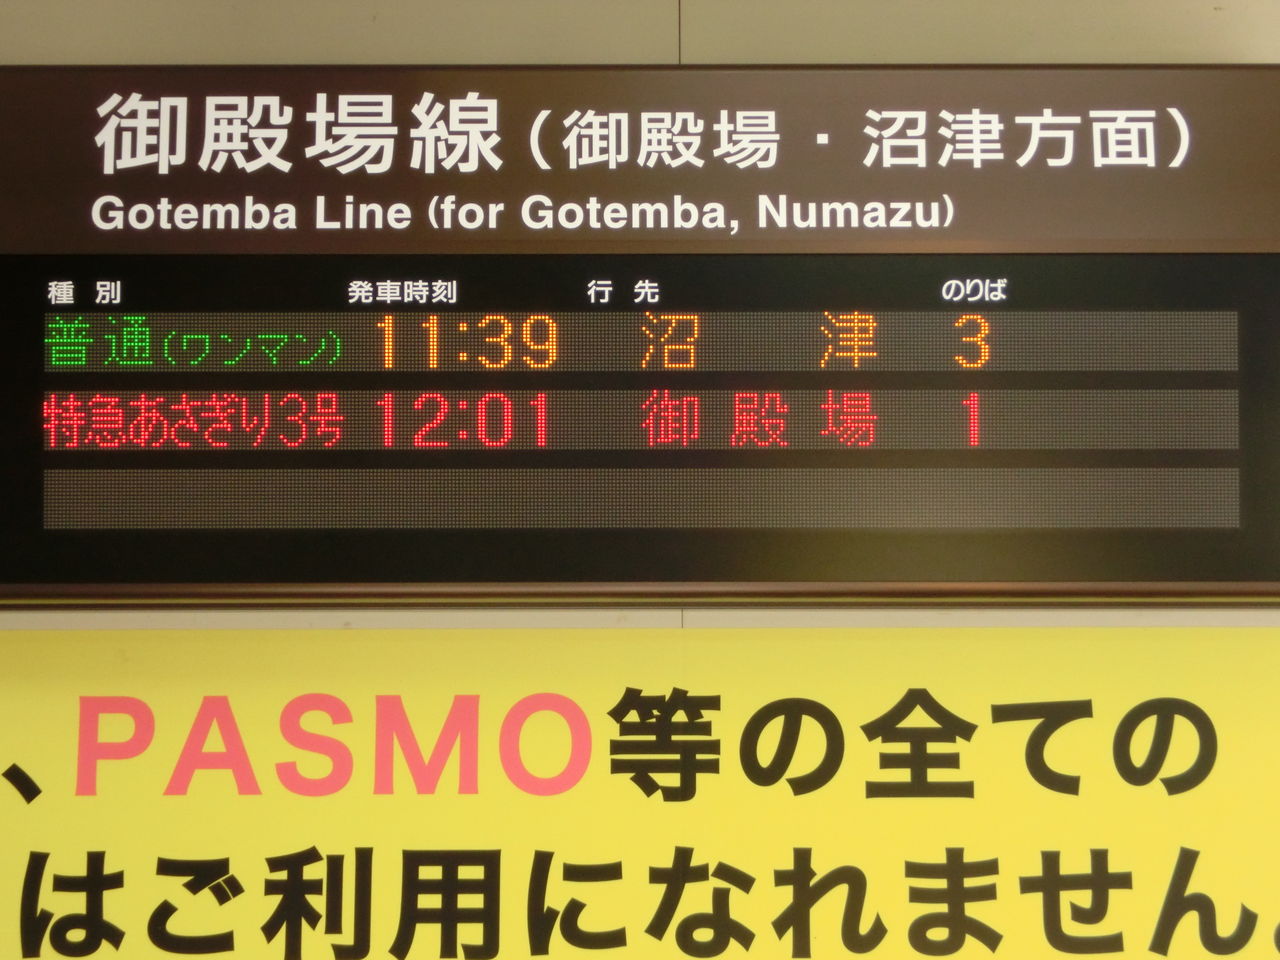 御殿場線（御殿場・沼津方面）
Gotemba Line (for Gotemba, Numazu)
種別 発車時刻 行先 のりば
普通(ワンマン) 11:39 沼津 3
特急あさぎり3号 12:01 御殿場 1
、PASMO等の全ての
はご利用になれません。